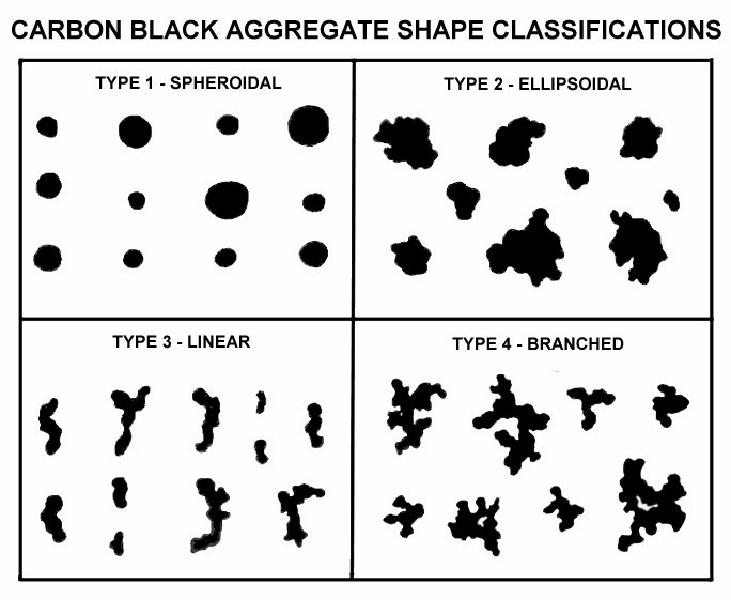 CARBON BLACK AGGREGATE SHAPE CLASSIFICATIONS
TYPE 1 - SPHEROIDAL
TYPE 2 - ELLIPSOIDAL
TYPE 3 - LINEAR
TYPE 4 - BRANCHED